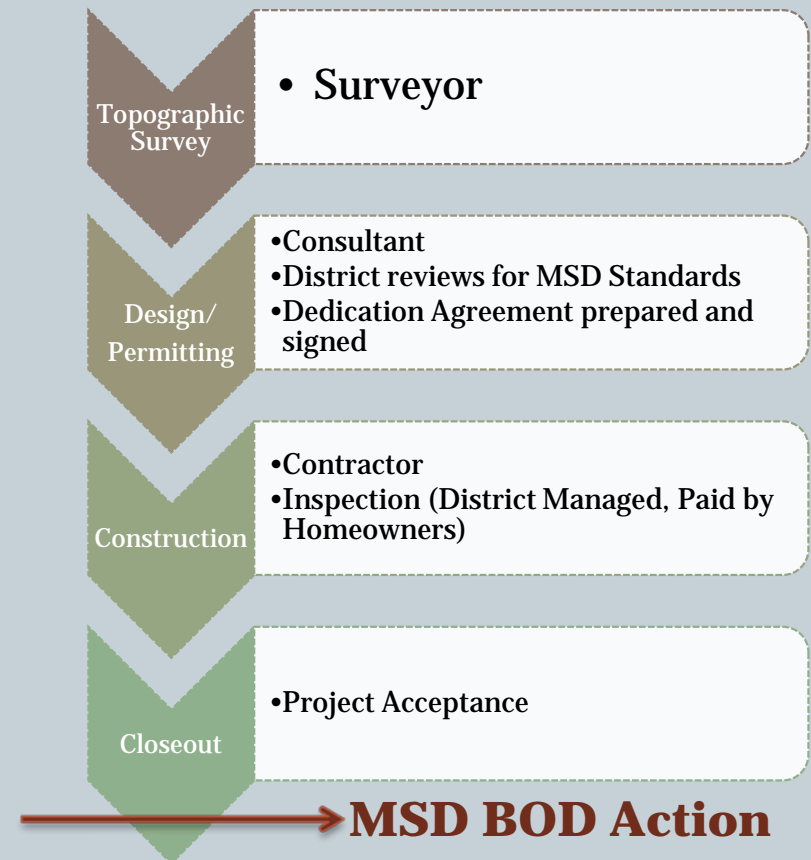 Topographic
Survey
• Surveyor
Design/
Permitting
•Consultant
•District reviews for MSD Standards
•Dedication Agreement prepared and
signed
Construction
•Contractor
•Inspection (District Managed, Paid by
Homeowners)
Closeout
•Project Acceptance
MSD BOD Action